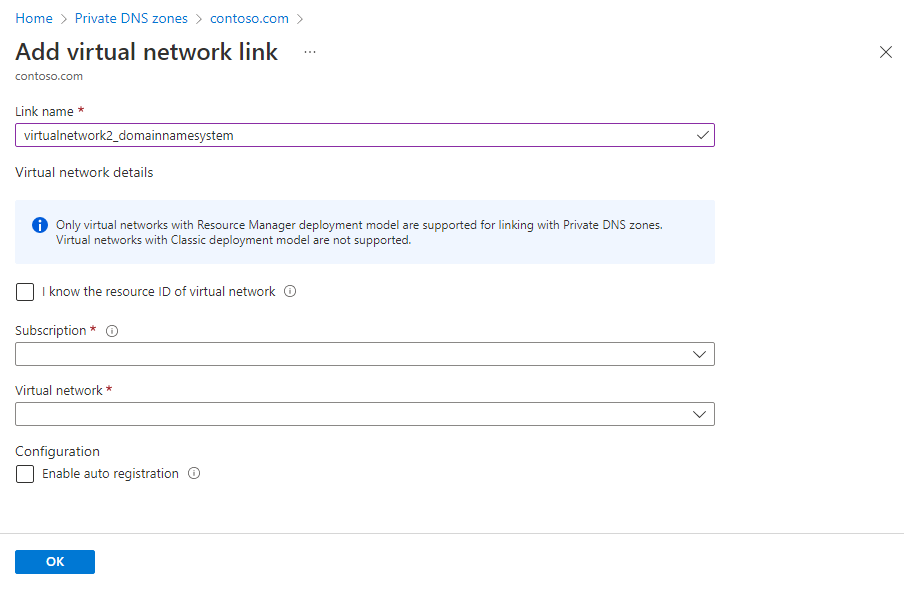 Home > Private DNS zones > contoso.com >
Add virtual network link ...
contoso.com
Link name *
virtualnetwork2_domainnamesystem
Virtual network details
Only virtual networks with Resource Manager deployment model are supported for linking with Private DNS zones.
Virtual networks with Classic deployment model are not supported.
I know the resource ID of virtual network
Subscription *
Virtual network *
Configuration
Enable auto registration
OK